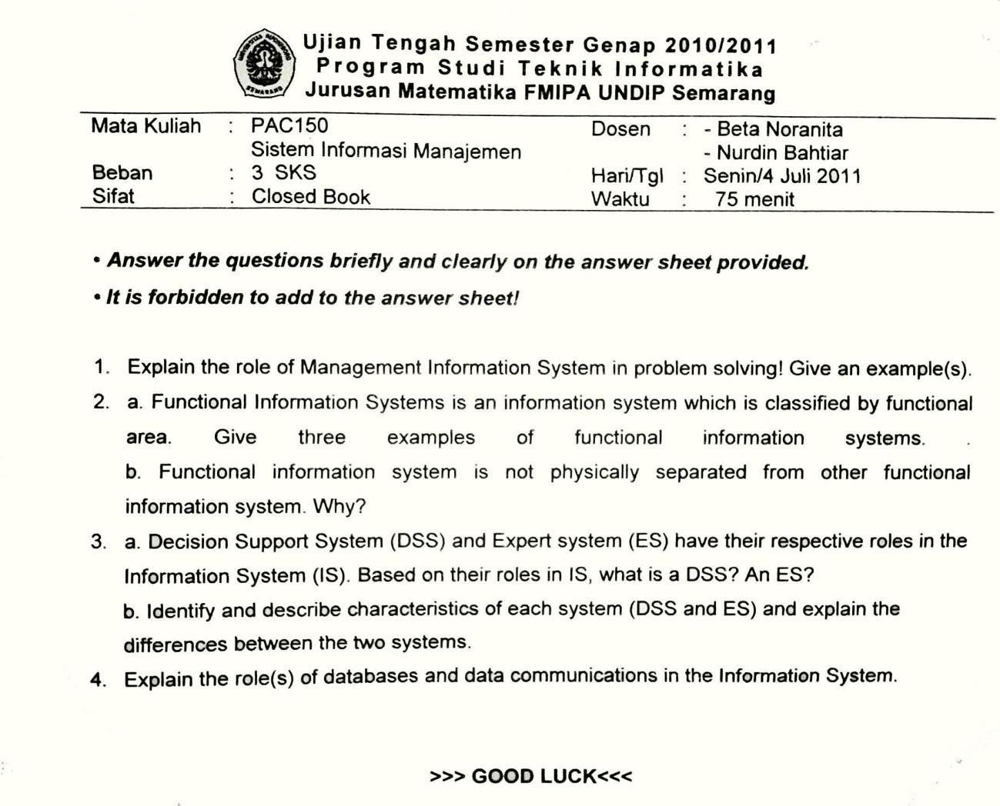 Ujian Tengah Semester Genap 2010/2011
Program Studi Teknik Informatika
Jurusan Matematika FMIPA UNDIP Semarang
SEMARANG
Mata Kuliah : PAC150 Dosen : - Beta Noranita
Sistem Informasi Manajemen - Nurdin Bahtiar
Beban : 3 SKS Hari/Tgl : Senin/4 Juli 2011
Sifat : Closed Book Waktu : 75 menit
• Answer the questions briefly and clearly on the answer sheet provided.
• It is forbidden to add to the answer sheet!
1. Explain the role of Management Information System in problem solving! Give an example(s).
2. a. Functional Information Systems is an information system which is classified by functional
area. Give three examples of functional information systems.
b. Functional information system is not physically separated from other functional
information system. Why?
3. a. Decision Support System (DSS) and Expert system (ES) have their respective roles in the
Information System (IS). Based on their roles in IS, what is a DSS? An ES?
b. Identify and describe characteristics of each system (DSS and ES) and explain the
differences between the two systems.
4. Explain the role(s) of databases and data communications in the Information System.
>>> GOOD LUCK<<<